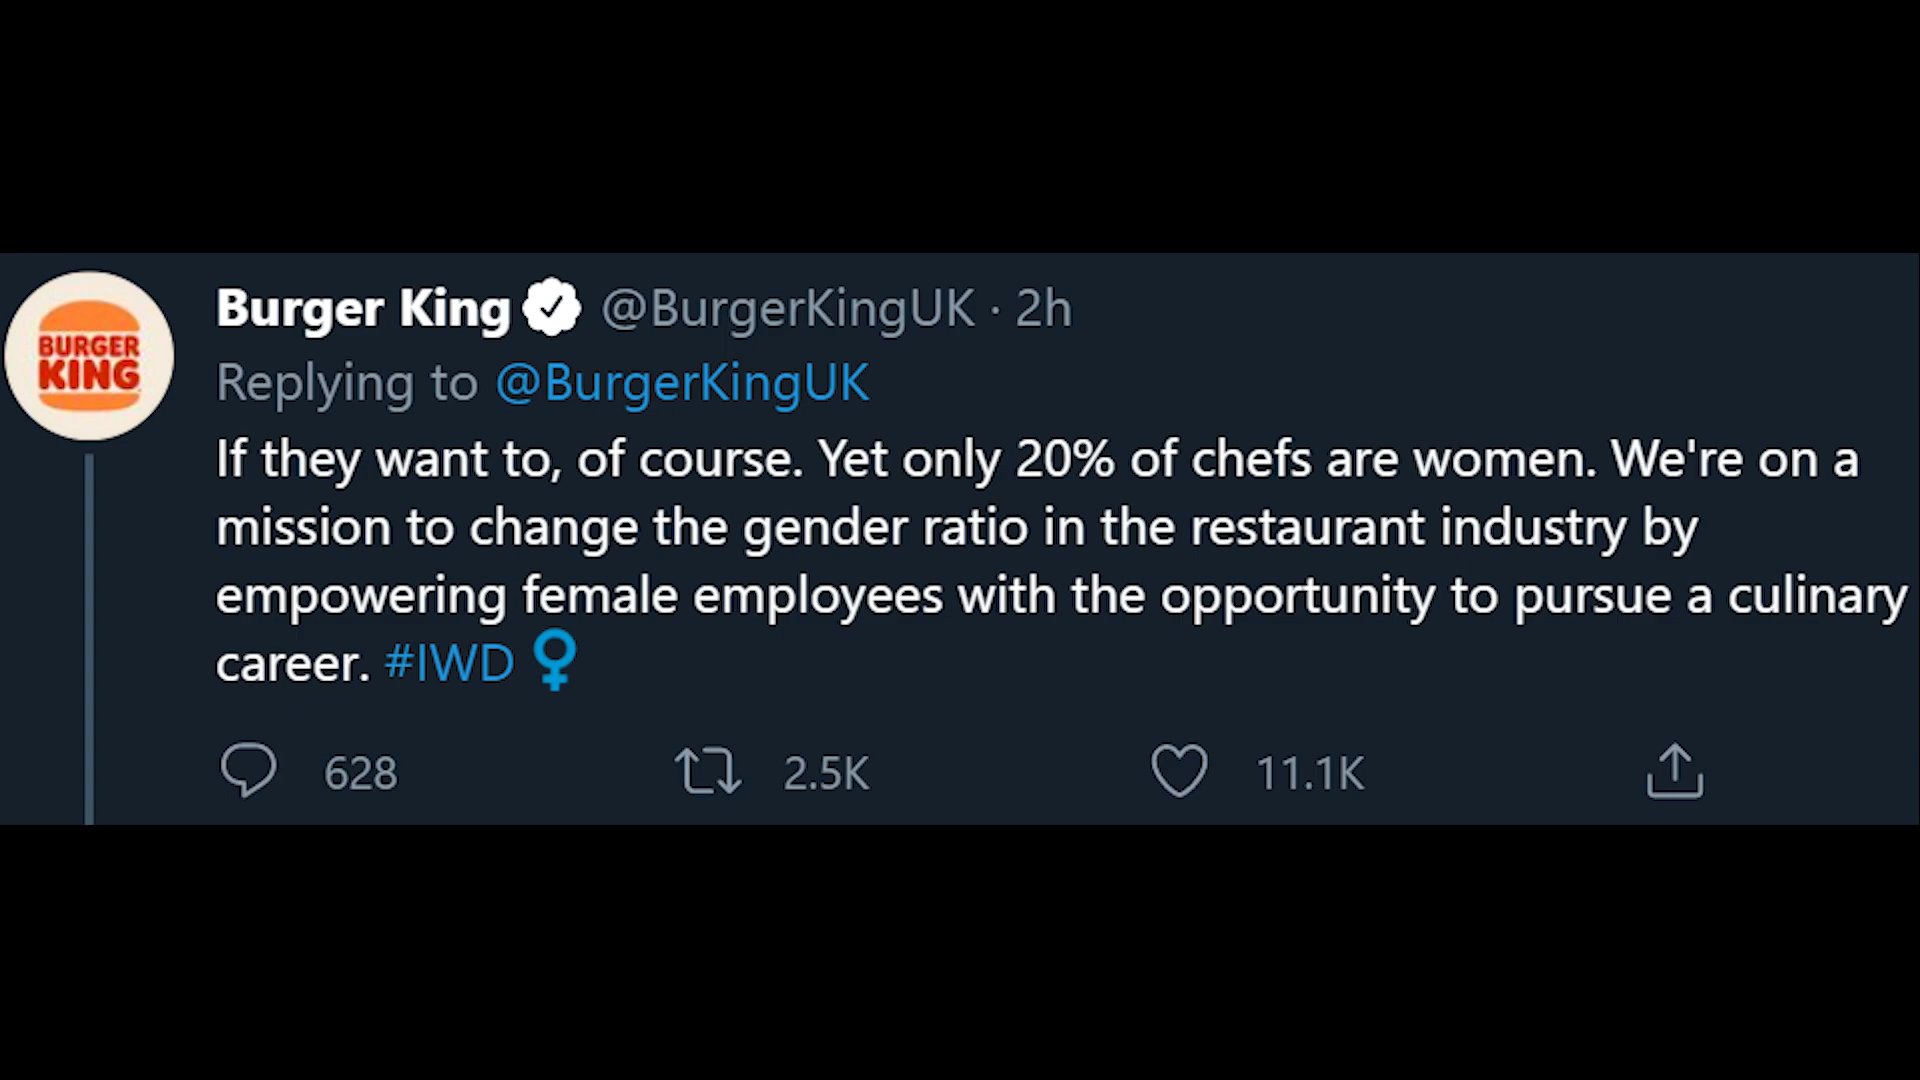 BURGER
KING
Burger King @BurgerKingUK · 2h
Replying to @BurgerKingUK
If they want to, of course. Yet only 20% of chefs are women. We're on a
mission to change the gender ratio in the restaurant industry by
empowering female employees with the opportunity to pursue a culinary
career. #IWD
628 2.5K 11.1K